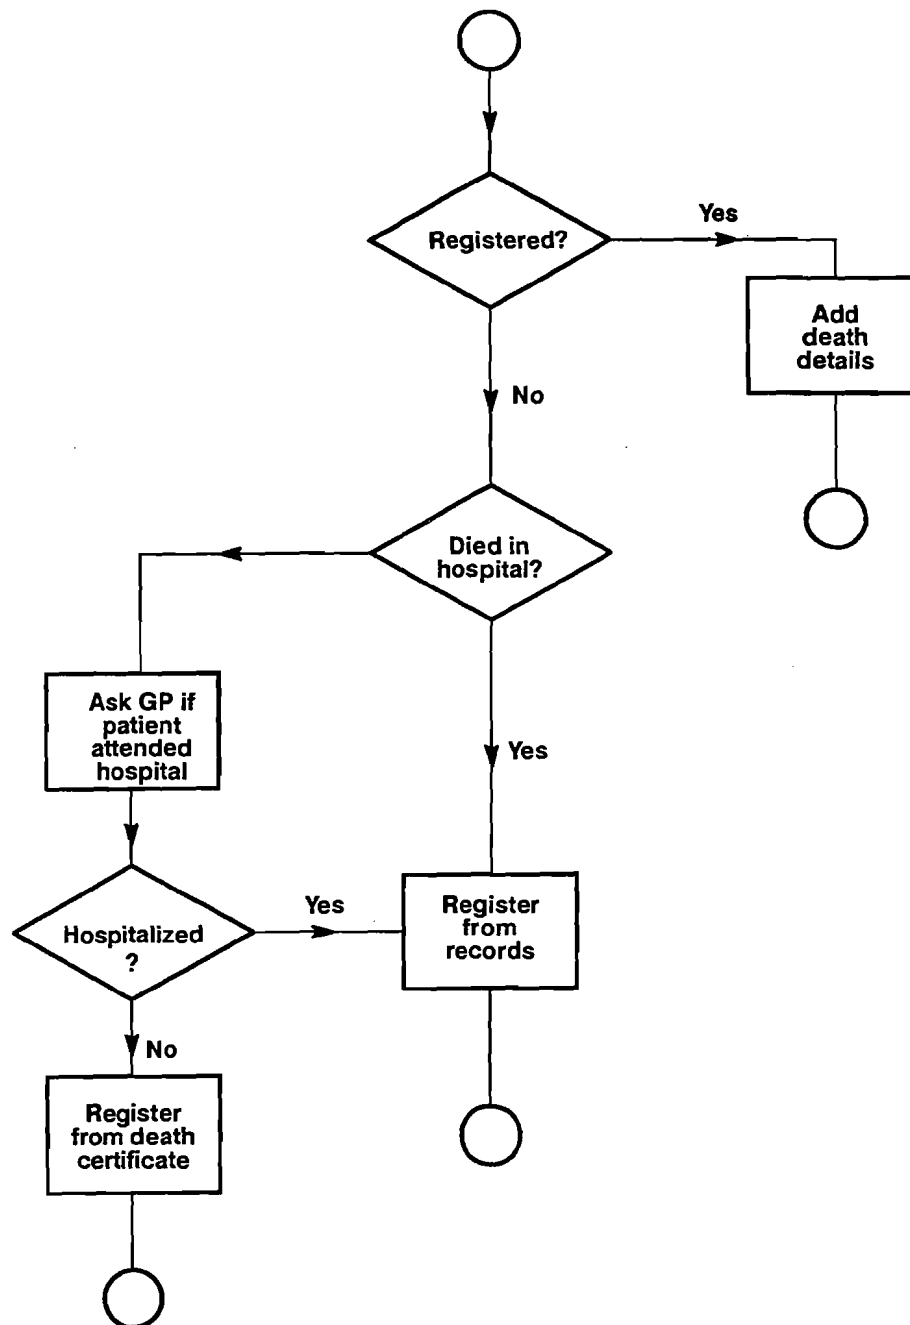 Registered?
Yes
Add
death
details
No
Died in
hospital?
Ask GP if
patient
attended
hospital
Yes
Hospitalized
?
Yes
Register
from
records
No
Register
from death
certificate